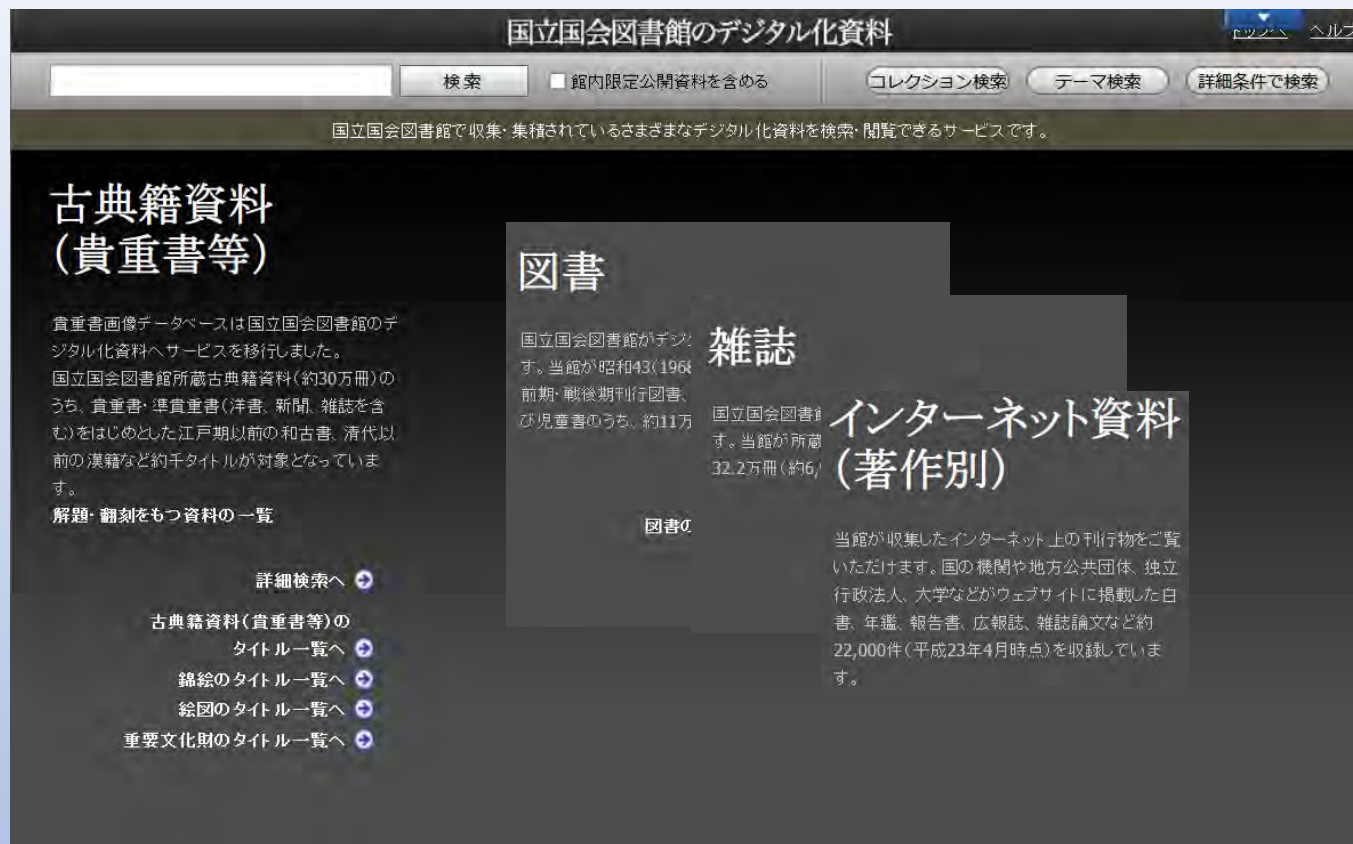 国立国会図書館のデジタル化資料
トップへ ヘルプ
検索 館内限定公開資料を含める コレクション検索 テーマ検索 詳細条件で検索
国立国会図書館で収集・集積されているさまざまなデジタル化資料を検索・閲覧できるサービスです。
古典籍資料
(貴重書等)
貴重書画像データベースは国立国会図書館のデ
ジタル化資料へサービスを移行しました。
国立国会図書館所蔵古典籍資料(約30万冊)の
うち、貴重書・準貴重書(洋書、新聞、雑誌を含
む)をはじめとした江戸期以前の和古書、清代以
前の漢籍など約千タイトルが対象となっていま
す。
解題・翻刻をもつ資料の一覧
詳細検索へ
古典籍資料(貴重書等)の
タイトル一覧へ
錦絵のタイトル一覧へ
絵図のタイトル一覧へ
重要文化財のタイトル一覧へ
図書
国立国会図書館がデジ
す。当館が昭和43(196
前期・戦後期刊行図書、
び児童書のうち、約11万
図書の
雑誌
国立国会図書
す。当館が所蔵
32.2万冊(約6,
インターネット資料
(著作別)
当館が収集したインターネット上の刊行物をご覧
いただけます。国の機関や地方公共団体、独立
行政法人、大学などがウェブサイトに掲載した白
書、年鑑、報告書、広報誌、雑誌論文など約
22,000件(平成23年4月時点)を収録していま
す。